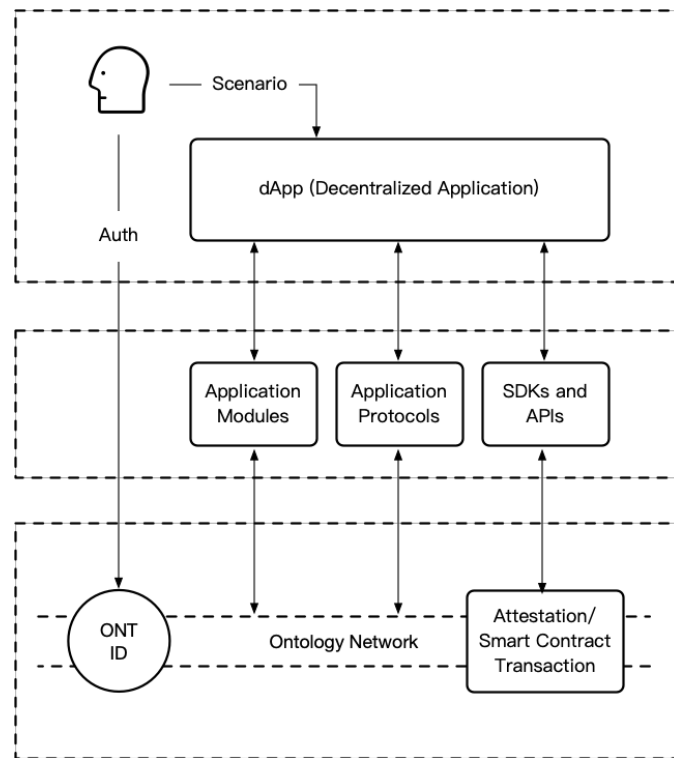 Scenario
dApp (Decentralized Application)
Auth
Application
Modules
Application
Protocols
SDKs and
APIs
ONT
ID
Ontology Network
Attestation/
Smart Contract
Transaction